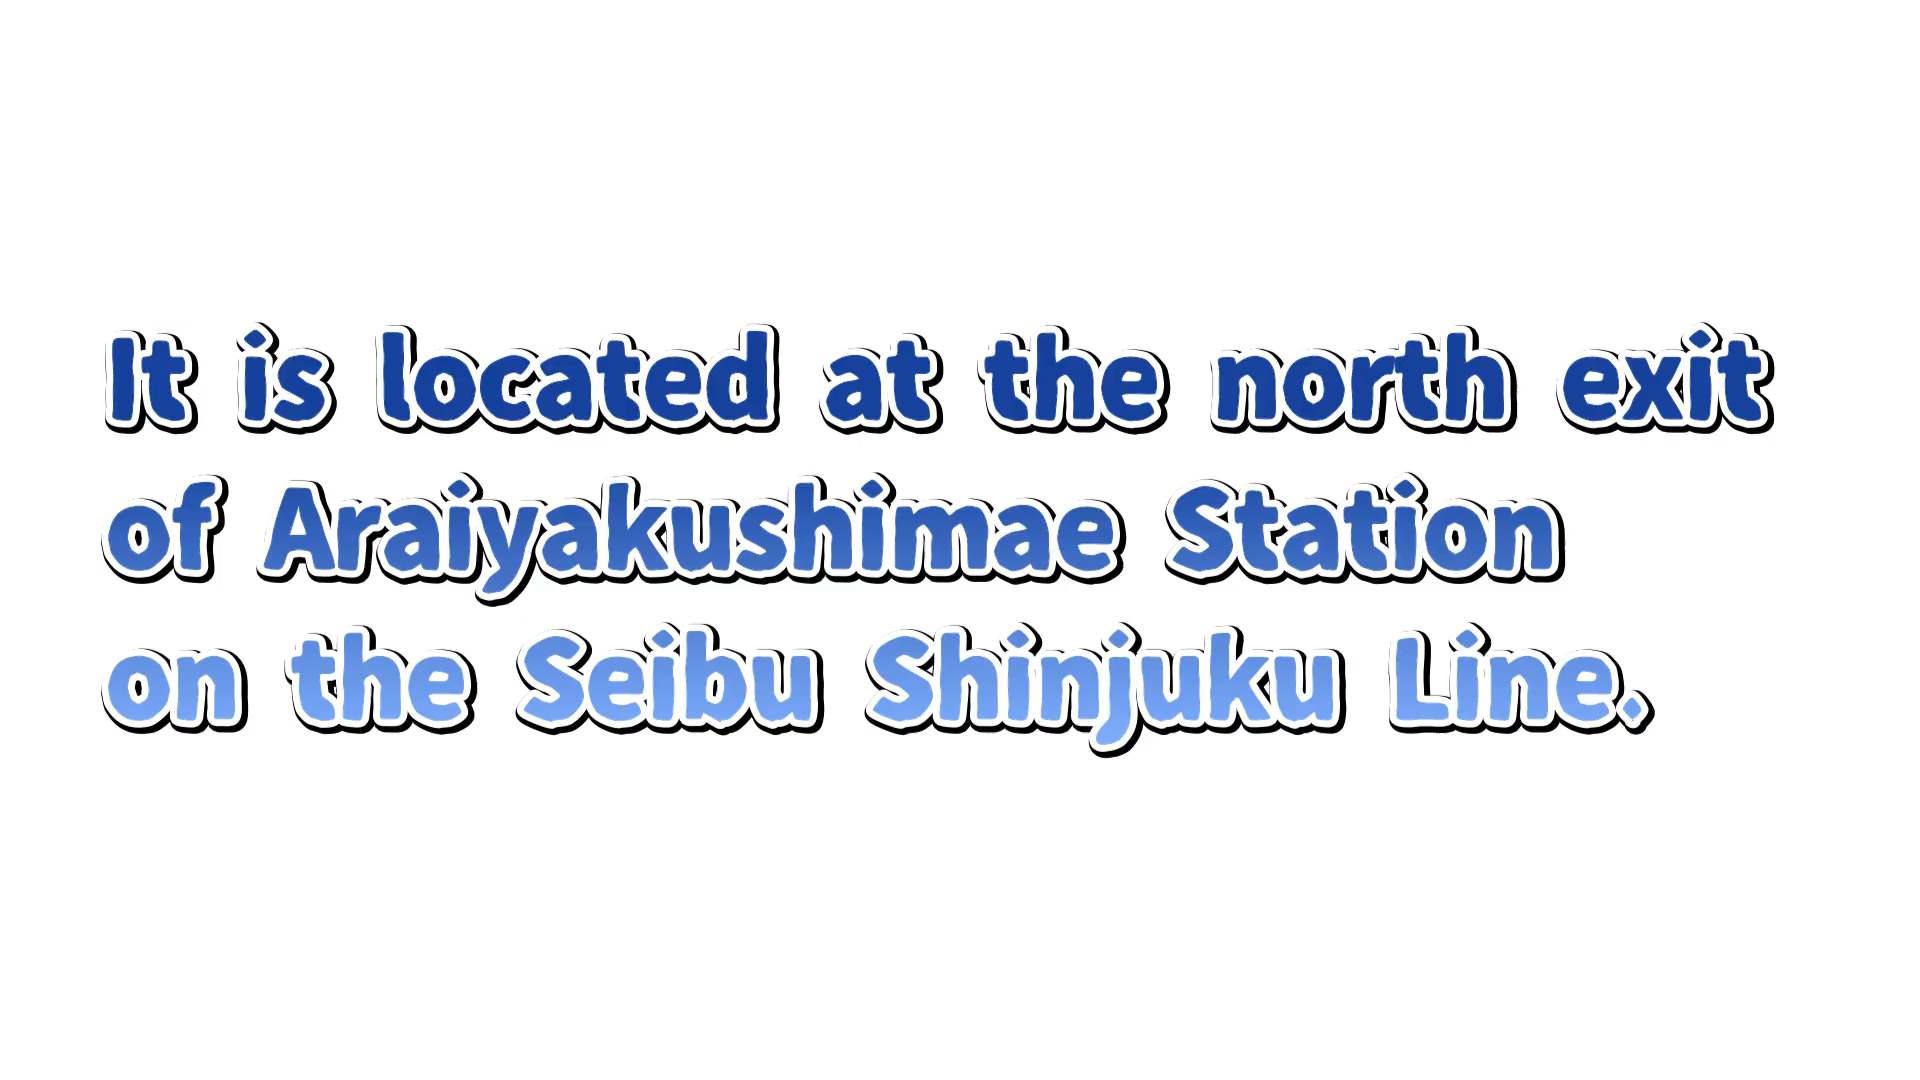 It is located at the north exit
of Araiyakushimae Station
on the Seibu Shinjuku Line.